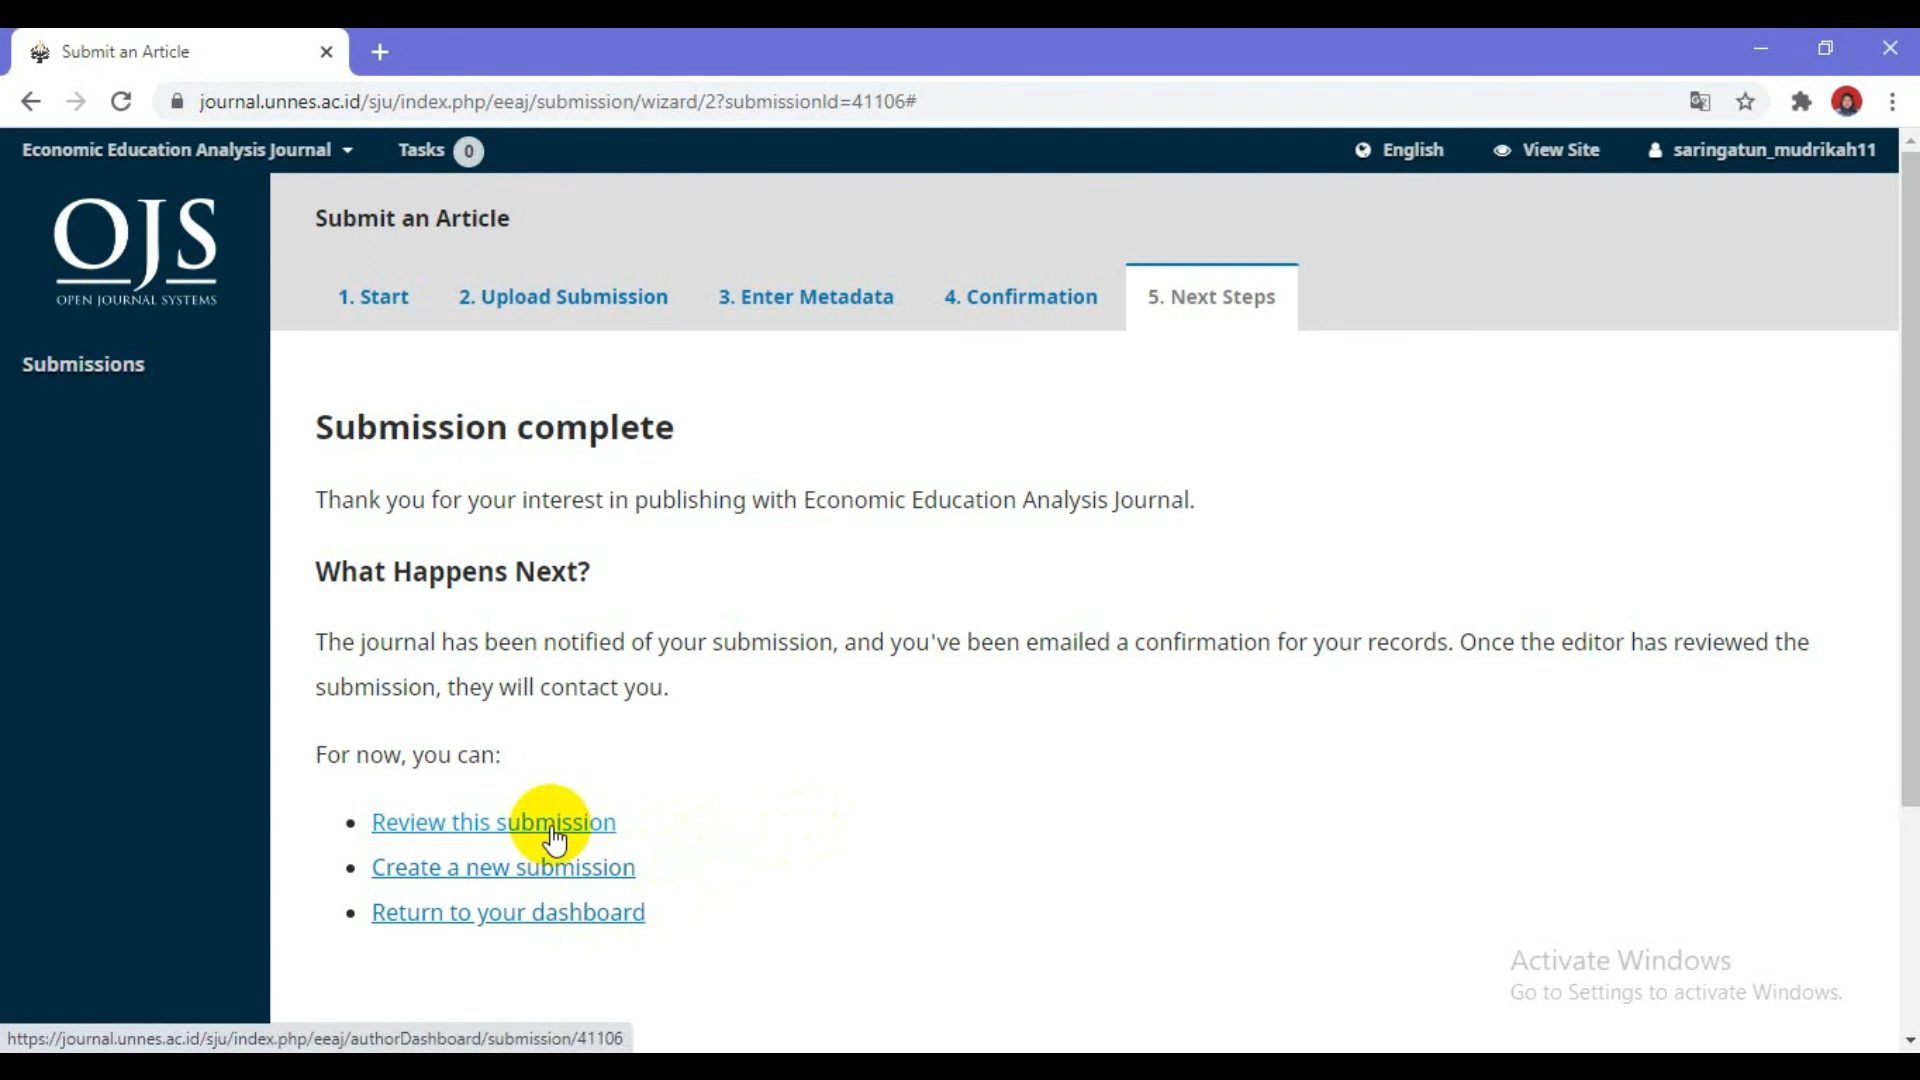 Submit an Article
journal.unnes.ac.id/sju/index.php/eeaj/submission/wizard/2?submissionId=41106#
Economic Education Analysis Journal Tasks 0 English View Site saringatun_mudrikah11
OJS
OPEN JOURNAL SYSTEMS
Submissions
Submit an Article
1. Start 2. Upload Submission 3. Enter Metadata 4. Confirmation 5. Next Steps
Submission complete
Thank you for your interest in publishing with Economic Education Analysis Journal.
What Happens Next?
The journal has been notified of your submission, and you've been emailed a confirmation for your records. Once the editor has reviewed the
submission, they will contact you.
For now, you can:
Review this submission
Create a new submission
Return to your dashboard
Activate Windows
Go to Settings to activate Windows.
https://journal.unnes.ac.id/sju/index.php/eeaj/authorDashboard/submission/41106